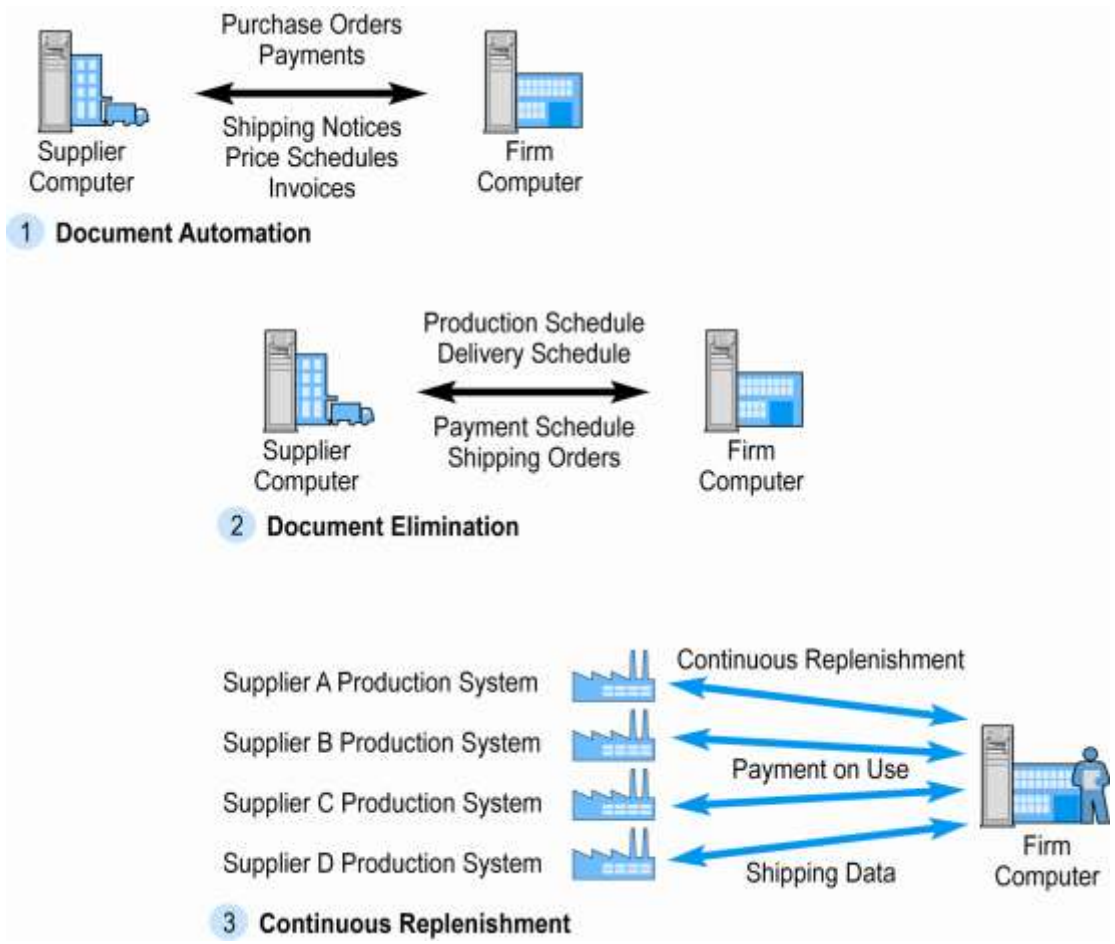 Purchase Orders
Payments
Shipping Notices
Price Schedules
Invoices
Supplier
Computer
Firm
Computer
1 Document Automation
Production Schedule
Delivery Schedule
Payment Schedule
Shipping Orders
Supplier
Computer
Firm
Computer
2 Document Elimination
Continuous Replenishment
Supplier A Production System
Supplier B Production System
Payment on Use
Supplier C Production System
Supplier D Production System
Shipping Data
Firm
Computer
3 Continuous Replenishment